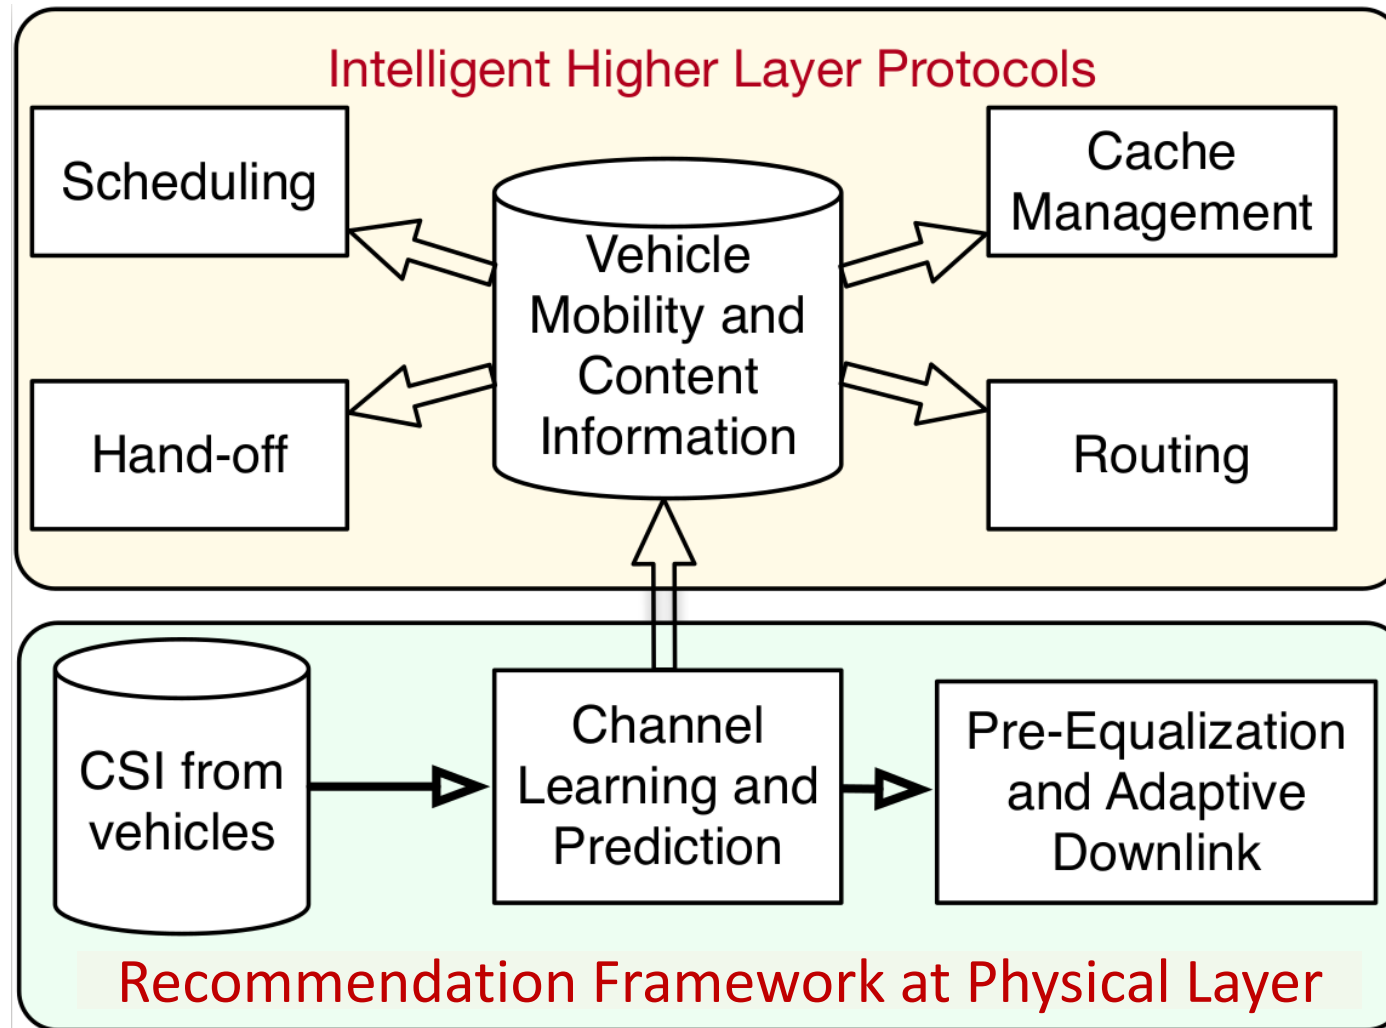 Intelligent Higher Layer Protocols
Scheduling
Cache
Management
Vehicle
Mobility and
Content
Information
Hand-off
Routing
CSI from
vehicles
Channel
Learning and
Prediction
Pre-Equalization
and Adaptive
Downlink
Recommendation Framework at Physical Layer